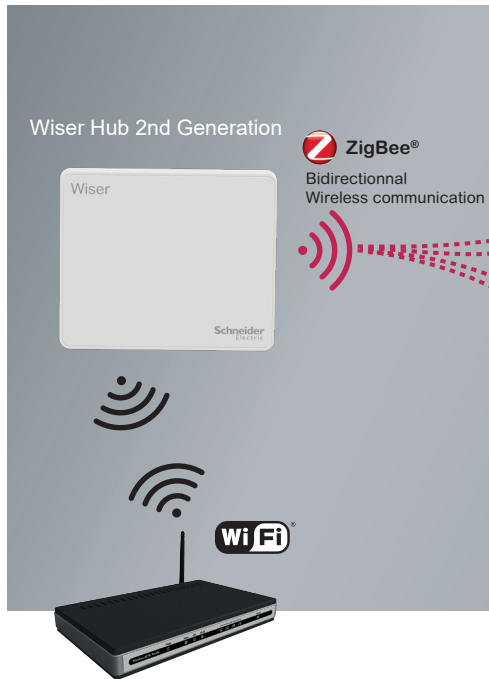 Wiser Hub 2nd Generation
ZigBee®
Bidirectionnal
Wireless communication
Wiser
Schneider
Electric
Wi Fi®